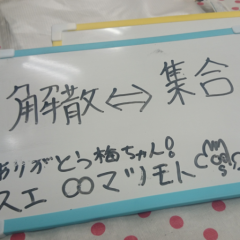 解散⇔集合
ありがとう梅ちゃん!
スエ ∞マツモト